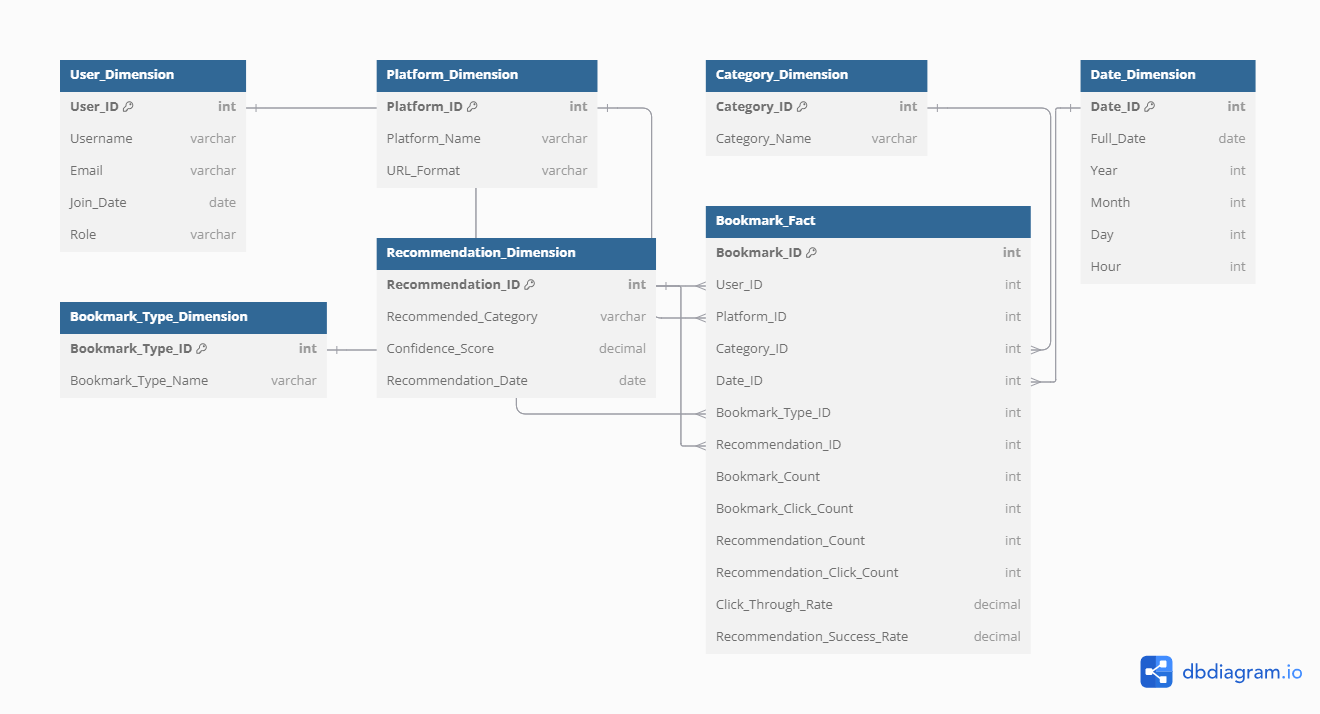 User_Dimension
User_ID int
Username varchar
Email varchar
Join_Date date
Role varchar
Platform_Dimension
Platform_ID int
Platform_Name varchar
URL_Format varchar
Category_Dimension
Category_ID int
Category_Name varchar
Date_Dimension
Date_ID int
Full_Date date
Year int
Month int
Day int
Hour int
Bookmark_Type_Dimension
Bookmark_Type_ID int
Bookmark_Type_Name varchar
Recommendation_Dimension
Recommendation_ID int
Recommended_Category varchar
Confidence_Score decimal
Recommendation_Date date
Bookmark_Fact
Bookmark_ID int
User_ID int
Platform_ID int
Category_ID int
Date_ID int
Bookmark_Type_ID int
Recommendation_ID int
Bookmark_Count int
Bookmark_Click_Count int
Recommendation_Count int
Recommendation_Click_Count int
Click_Through_Rate decimal
Recommendation_Success_Rate decimal
dbdiagram.io